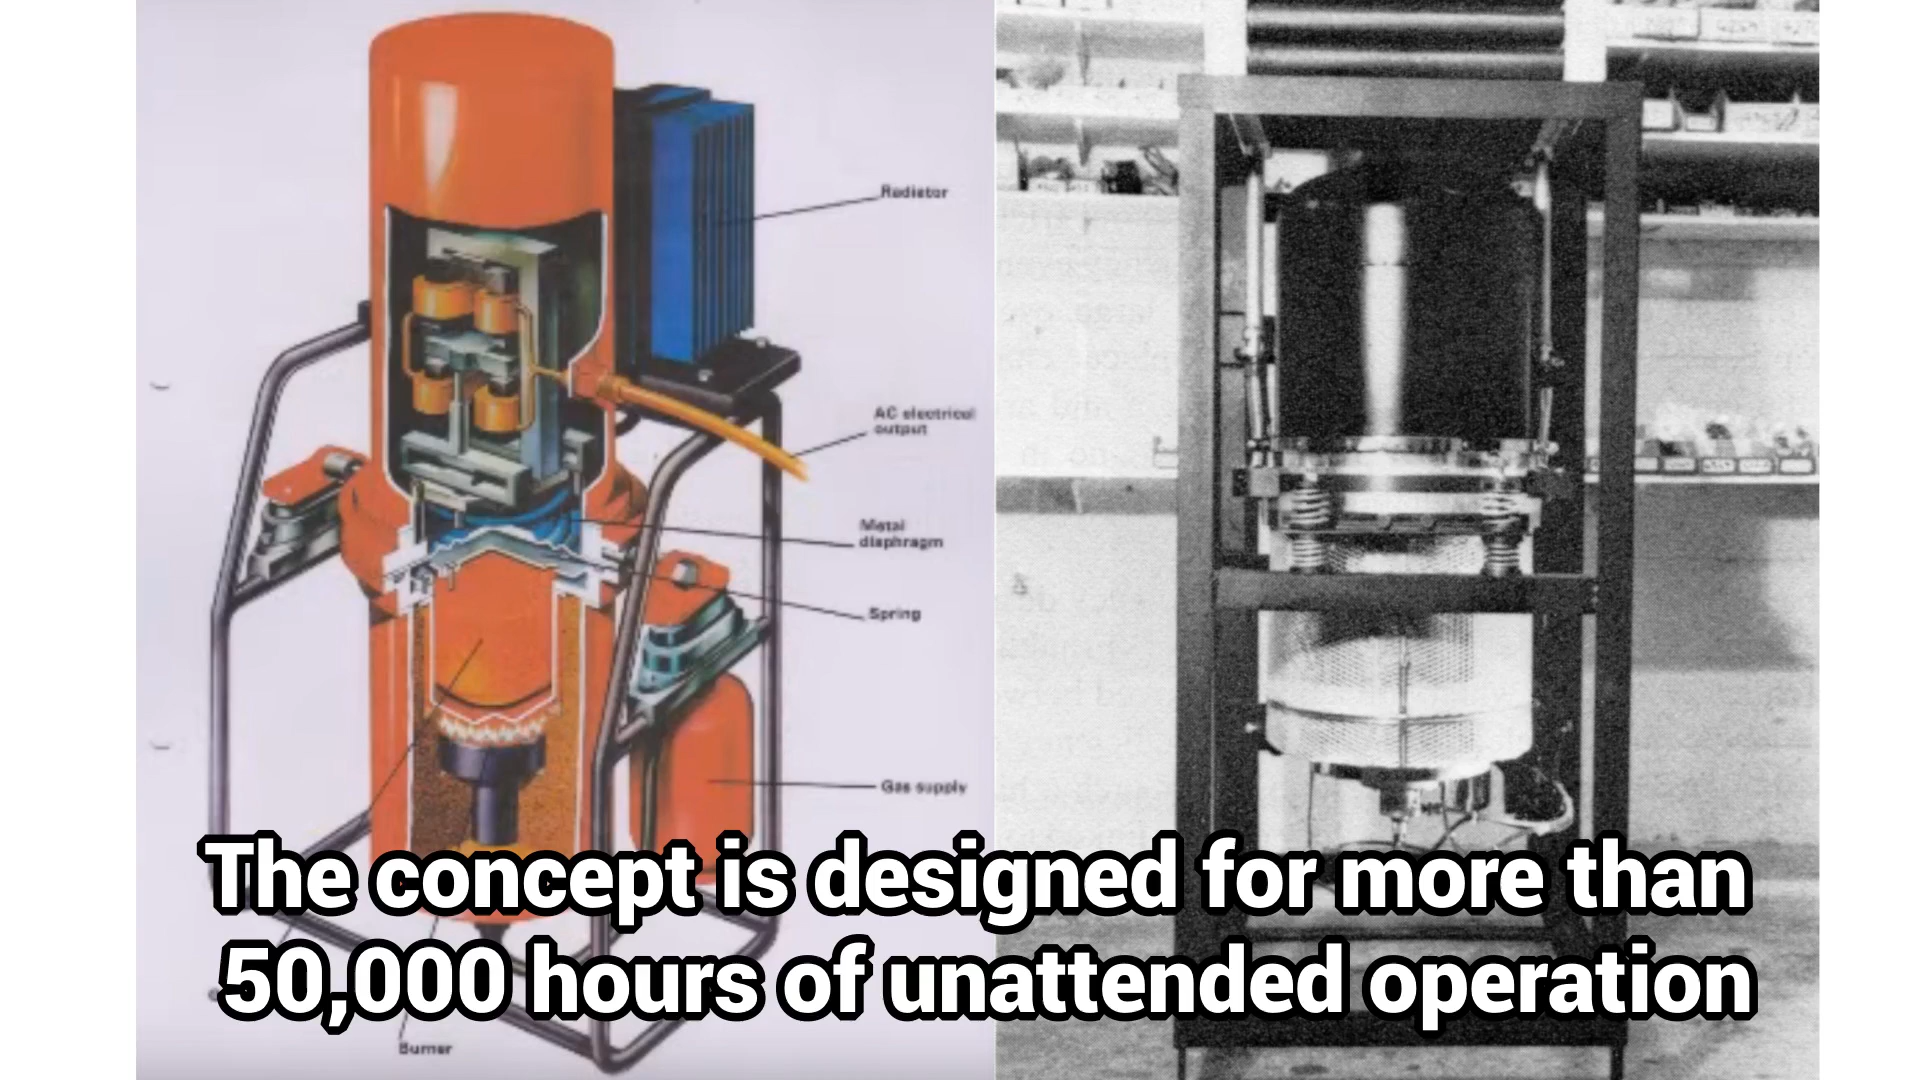 Radiator
AC electrical
output
Metal
diaphragm
Spring
Gas supply
The concept is designed for more than
50,000 hours of unattended operation
Burner